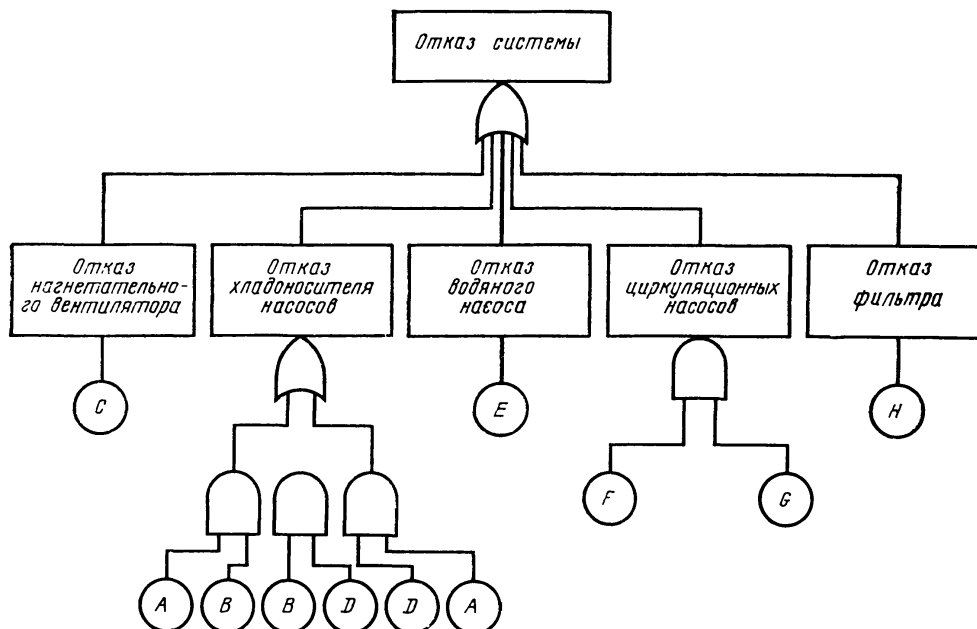 Отказ системы
Отказ
нагнетательно-
го вентилятора
Отказ
хладоносителя
насосов
Отказ
водяного
насоса
Отказ
циркуляционных
насосов
Отказ
фильтра
C
E
H
F
G
A
B
B
D
D
A